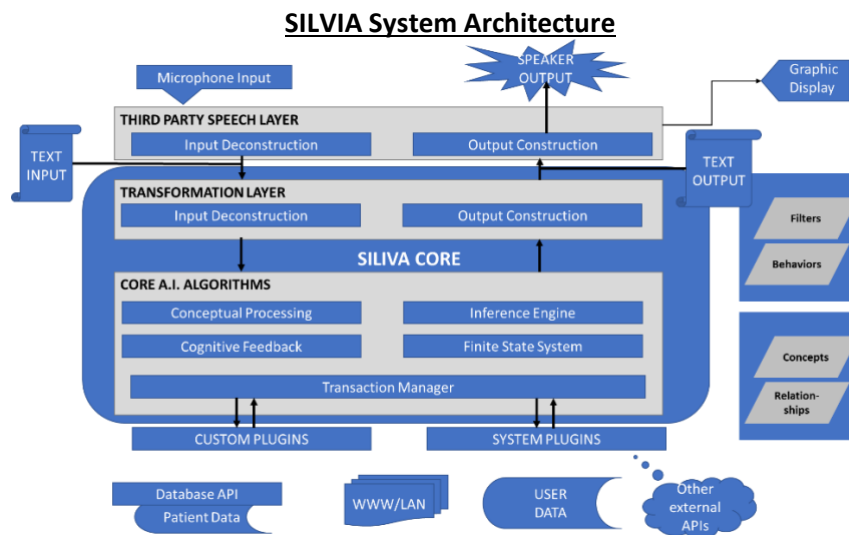 SILVIA System Architecture
Microphone Input
SPEAKER
OUTPUT
Graphic
Display
THIRD PARTY SPEECH LAYER
Input Deconstruction
Output Construction
TEXT
INPUT
TEXT
OUTPUT
TRANSFORMATION LAYER
Input Deconstruction
Output Construction
Filters
Behaviors
SILIVA CORE
CORE A.I. ALGORITHMS
Conceptual Processing
Inference Engine
Cognitive Feedback
Finite State System
Transaction Manager
Concepts
Relation-
ships
CUSTOM PLUGINS
SYSTEM PLUGINS
Database API
Patient Data
WWW/LAN
USER
DATA
Other
external
APIs